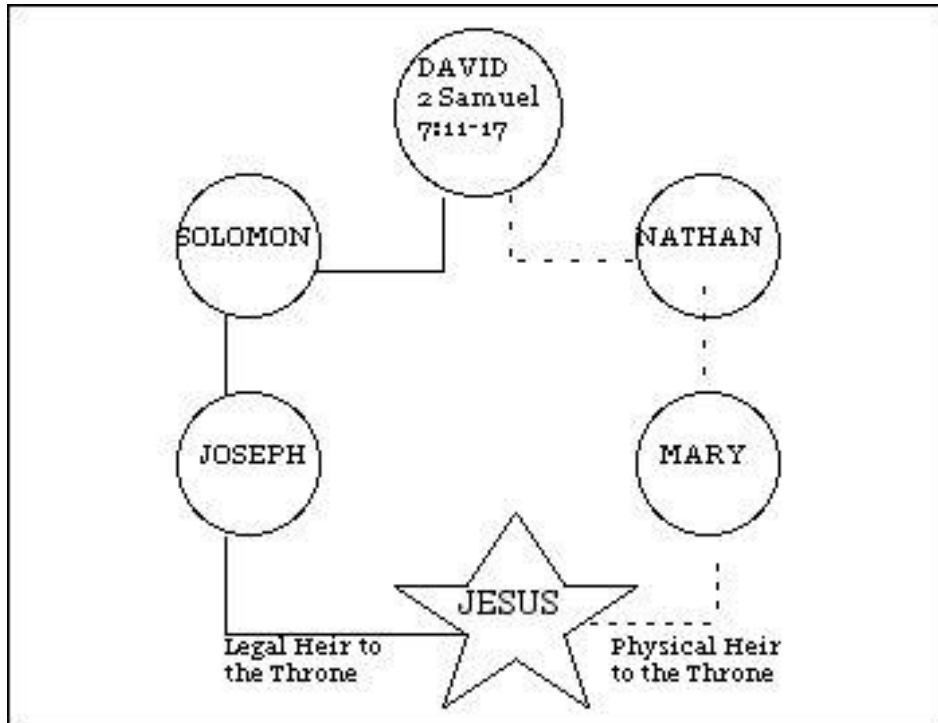 DAVID
2 Samuel
7:11-17
SOLOMON
NATHAN
JOSEPH
MARY
JESUS
Legal Heir to
the Throne
Physical Heir
to the Throne